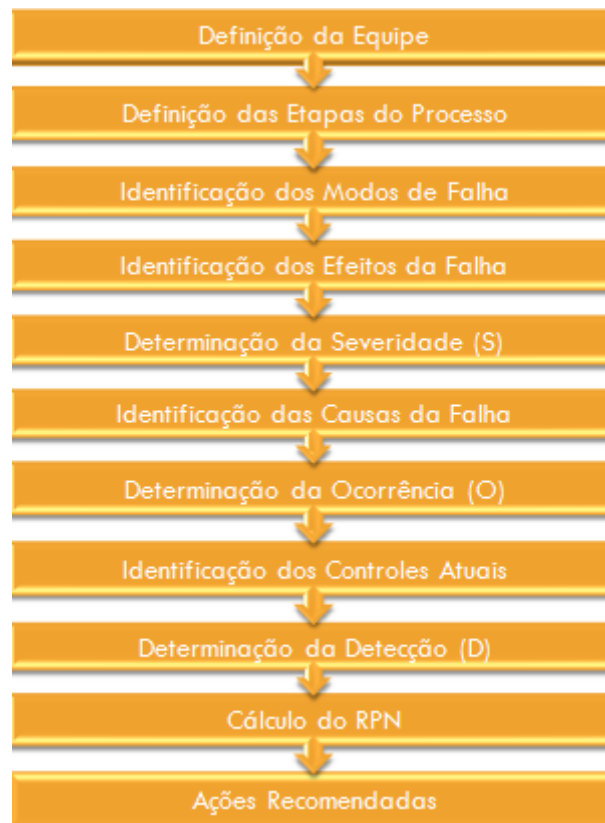 Definição da Equipe
Definição das Etapas do Processo
Identificação dos Modos de Falha
Identificação dos Efeitos da Falha
Determinação da Severidade (S)
Identificação das Causas da Falha
Determinação da Ocorrência (O)
Identificação dos Controles Atuais
Determinação da Detecção (D)
Cálculo do RPN
Ações Recomendadas